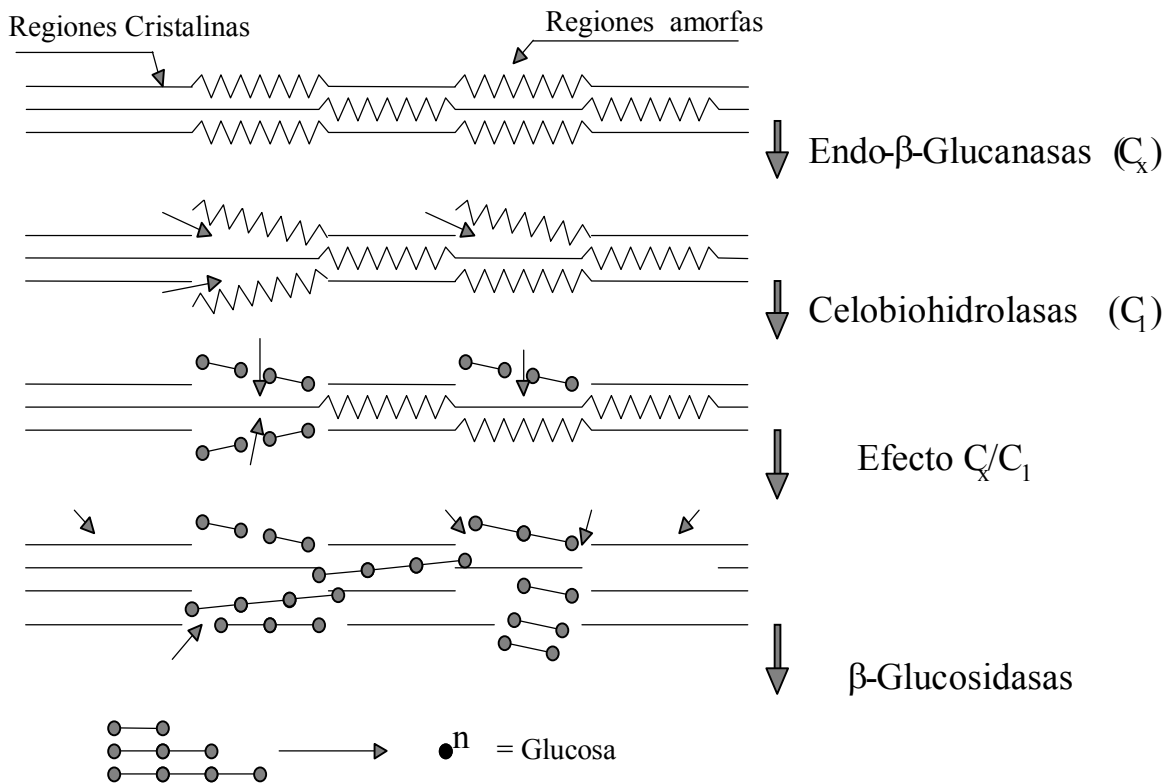 Regiones Cristalinas
Regiones amorfas
Endo-β-Glucanasas (Cx)
Celobiohidrolasas (C1)
Efecto Cx/C1
β-Glucosidasas
n = Glucosa